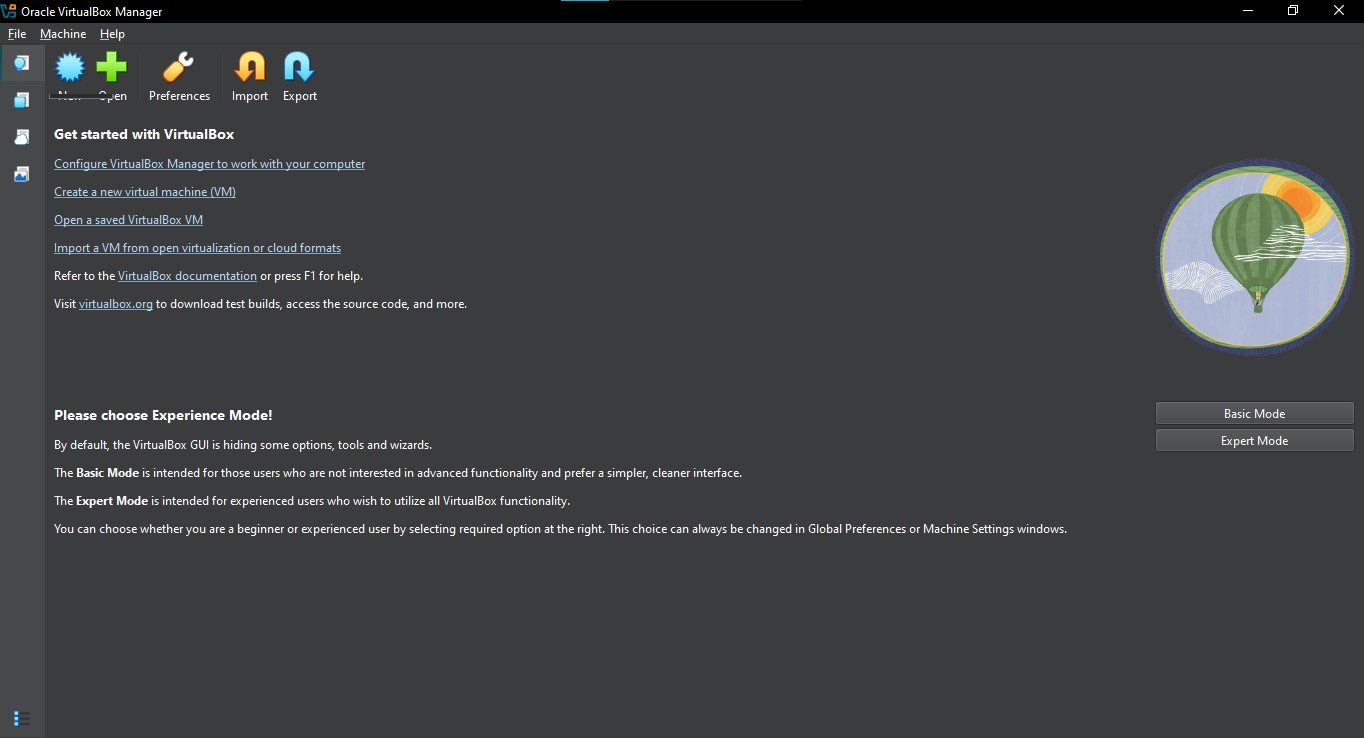 Oracle VirtualBox Manager
File Machine Help
Open Preferences Import Export
Get started with VirtualBox
Configure VirtualBox Manager to work with your computer
Create a new virtual machine (VM)
Open a saved VirtualBox VM
Import a VM from open virtualization or cloud formats
Refer to the VirtualBox documentation or press F1 for help.
Visit virtualbox.org to download test builds, access the source code, and more.
Please choose Experience Mode!
Basic Mode
Expert Mode
By default, the VirtualBox GUI is hiding some options, tools and wizards.
The Basic Mode is intended for those users who are not interested in advanced functionality and prefer a simpler, cleaner interface.
The Expert Mode is intended for experienced users who wish to utilize all VirtualBox functionality.
You can choose whether you are a beginner or experienced user by selecting required option at the right. This choice can always be changed in Global Preferences or Machine Settings windows.